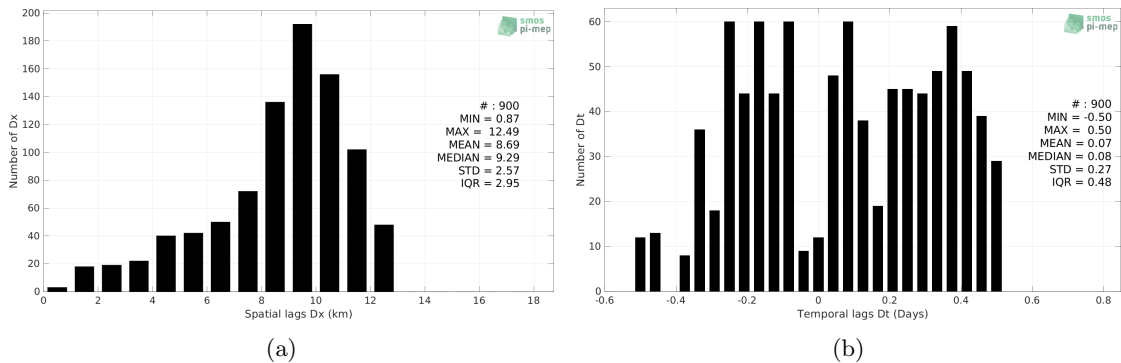 200
180
160
140
120
100
80
60
40
20
0
Number of Dx
smos
pi-mep
# : 900
MIN = 0.87
MAX = 12.49
MEAN = 8.69
MEDIAN = 9.29
STD = 2.57
IQR = 2.95
0 2 4 6 8 10 12 14 16 18
Spatial lags Dx (km)
(a)
60
50
40
30
20
10
0
Number of Dt
smos
pi-mep
# : 900
MIN = -0.50
MAX = 0.50
MEAN = 0.07
MEDIAN = 0.08
STD = 0.27
IQR = 0.48
-0.6 -0.4 -0.2 0 0.2 0.4 0.6 0.8
Temporal lags Dt (Days)
(b)